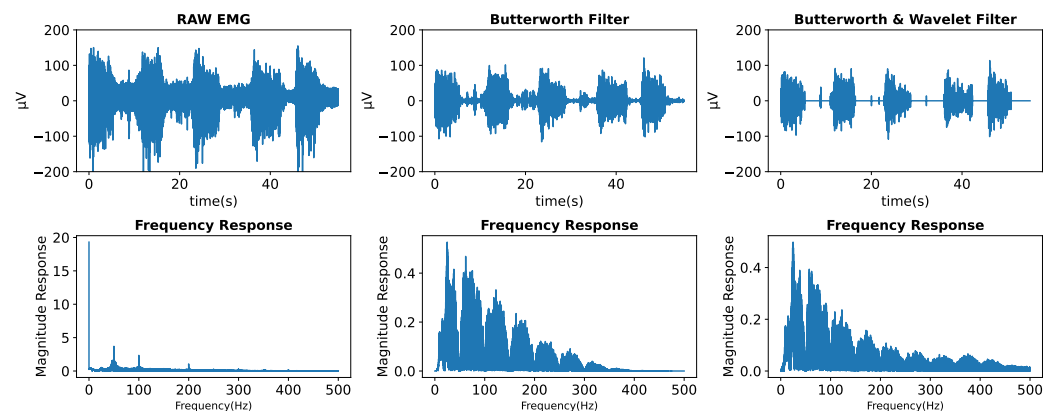 RAW EMG
200
100
0
−100
−200
µV
0 20 40
time(s)
Butterworth Filter
200
100
0
−100
−200
µV
0 20 40
time(s)
Butterworth & Wavelet Filter
200
100
0
−100
−200
µV
0 20 40
time(s)
Frequency Response
20
15
10
5
0
Magnitude Response
0 100 200 300 400 500
Frequency(Hz)
Frequency Response
0.4
0.2
0.0
Magnitude Response
0 100 200 300 400 500
Frequency(Hz)
Frequency Response
0.4
0.2
0.0
Magnitude Response
0 100 200 300 400 500
Frequency(Hz)